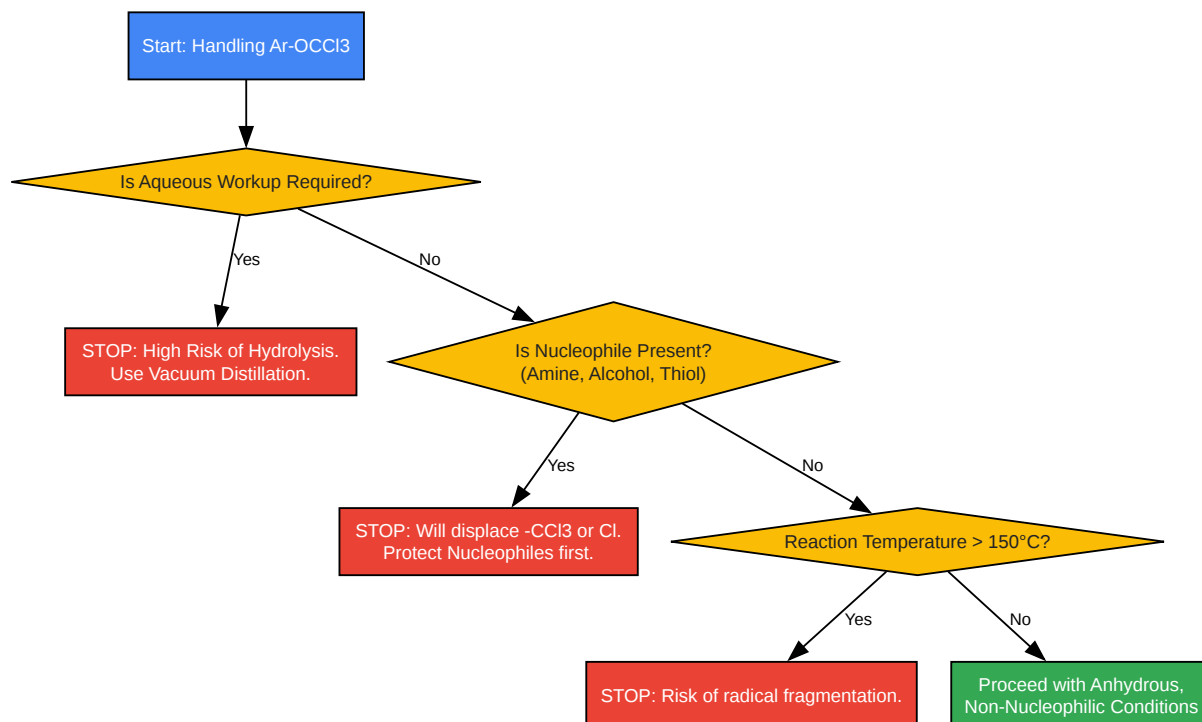 Start: Handling Ar-OCCl3
Is Aqueous Workup Required?
Yes
No
STOP: High Risk of Hydrolysis.
Use Vacuum Distillation.
Is Nucleophile Present?
(Amine, Alcohol, Thiol)
Yes
No
STOP: Will displace -CCl3 or Cl.
Protect Nucleophiles first.
Reaction Temperature > 150°C?
Yes
No
STOP: Risk of radical fragmentation.
Proceed with Anhydrous,
Non-Nucleophilic Conditions